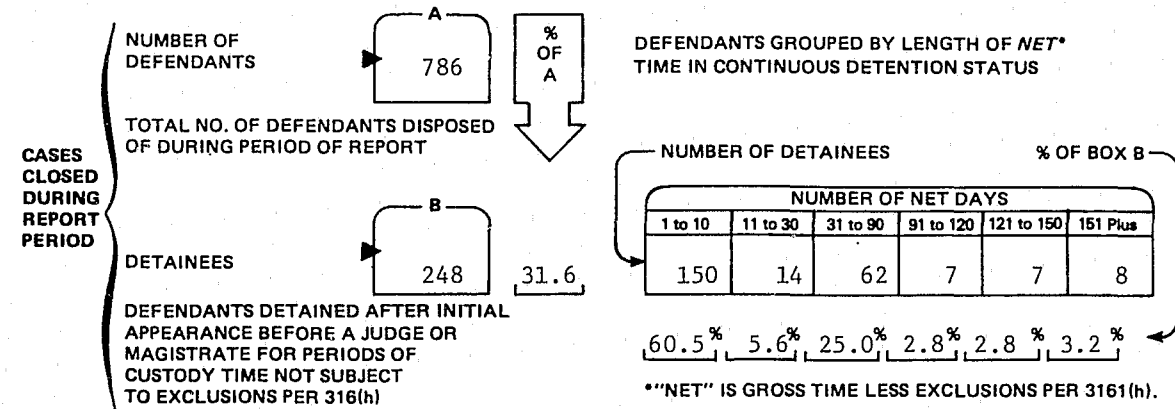 CASES
CLOSED
DURING
REPORT
PERIOD
NUMBER OF
DEFENDANTS
A
786
%
OF
A
TOTAL NO. OF DEFENDANTS DISPOSED
OF DURING PERIOD OF REPORT
B
DETAINEES
248
31.6
DEFENDANTS DETAINED AFTER INITIAL
APPEARANCE BEFORE A JUDGE OR
MAGISTRATE FOR PERIODS OF
CUSTODY TIME NOT SUBJECT
TO EXCLUSIONS PER 316(h)
DEFENDANTS GROUPED BY LENGTH OF NET*
TIME IN CONTINUOUS DETENTION STATUS
NUMBER OF DETAINEES % OF BOX B
NUMBER OF NET DAYS
1 to 10 11 to 30 31 to 90 91 to 120 121 to 150 151 Plus
150 14 62 7 7 8
60.5% 5.6% 25.0% 2.8% 2.8 % 3.2 %
*"NET" IS GROSS TIME LESS EXCLUSIONS PER 3161(h).